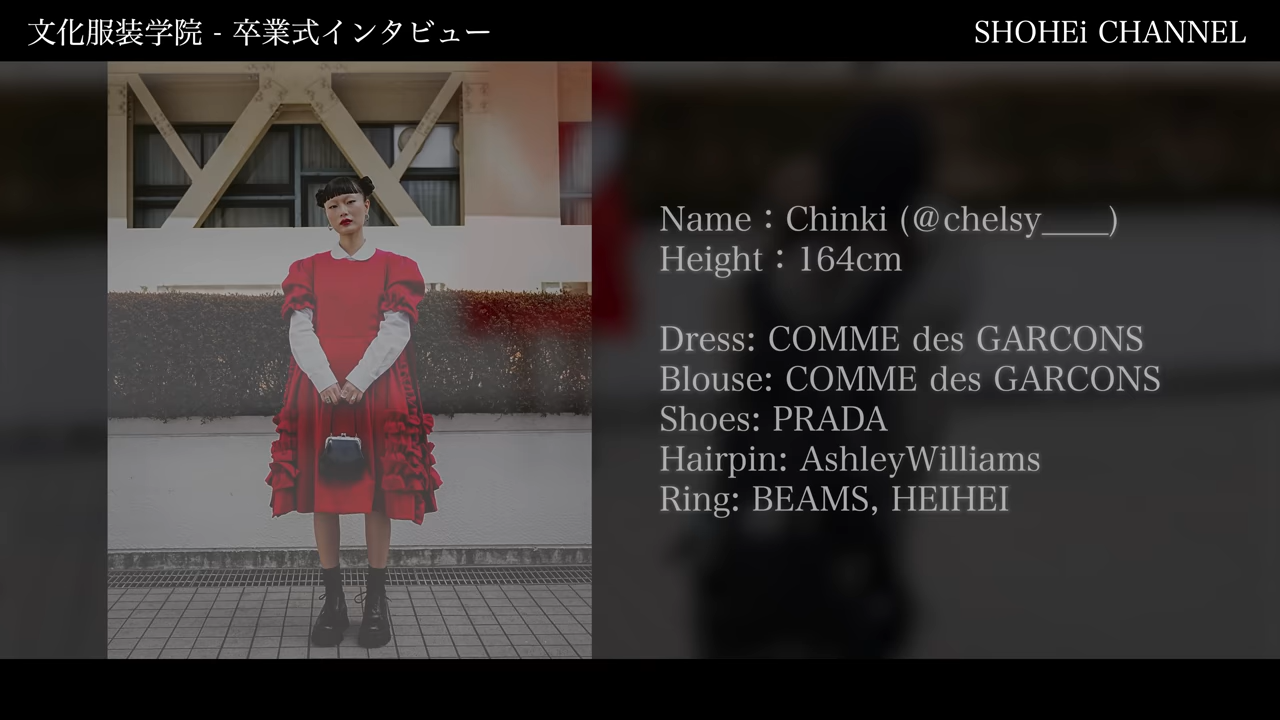 文化服装学院 - 卒業式インタビュー
SHOHEi CHANNEL
Name：Chinki (@chelsy____)
Height：164cm
Dress: COMME des GARCONS
Blouse: COMME des GARCONS
Shoes: PRADA
Hairpin: AshleyWilliams
Ring: BEAMS, HEIHEI